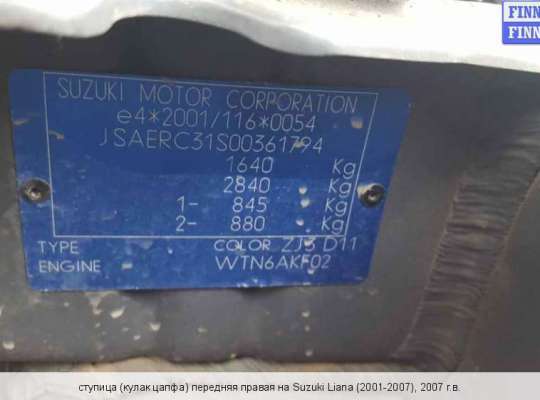 FINN
FINN
SUZUKI MOTOR CORPORATION
e4*2001/116*0054
JSAERC31S00361794
1640 Kg
2840 Kg
1- 845 Kg
2- 880 Kg
TYPE COLOR ZJ3 D11
ENGINE WTN6AKF02
ступица (кулак цапфа) передняя правая на Suzuki Liana (2001-2007), 2007 г.в.